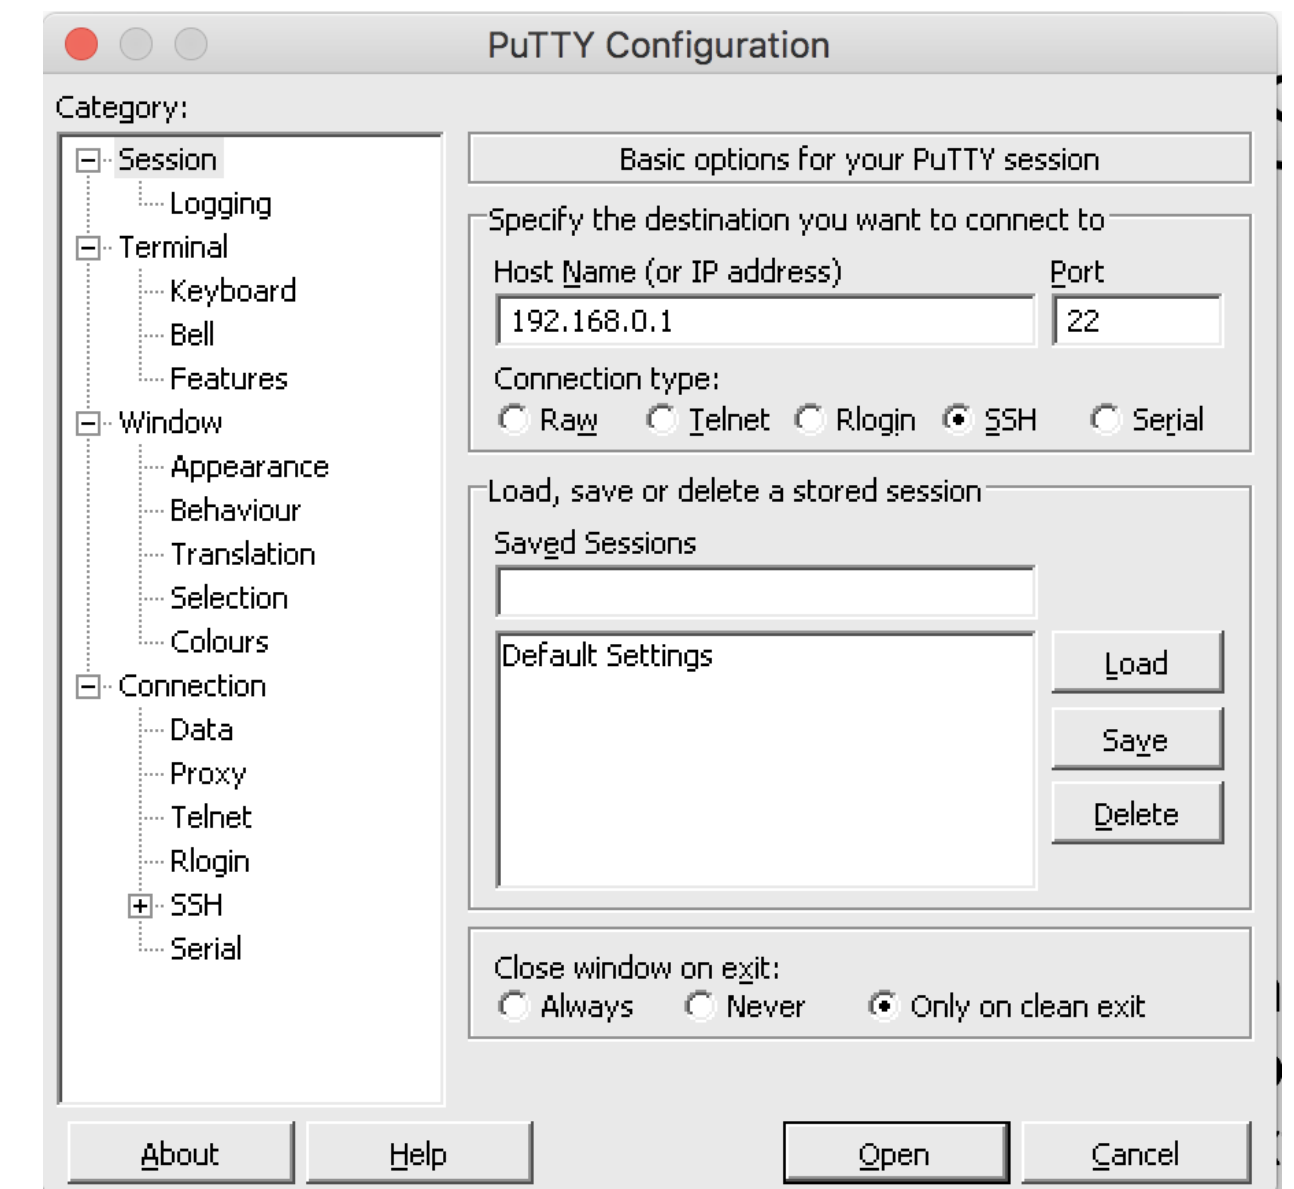 PuTTY Configuration
Category:
Session
Logging
Terminal
Keyboard
Bell
Features
Window
Appearance
Behaviour
Translation
Selection
Colours
Connection
Data
Proxy
Telnet
Rlogin
SSH
Serial
Basic options for your PuTTY session
Specify the destination you want to connect to
Host Name (or IP address) Port
192.168.0.1 22
Connection type:
Raw Telnet Rlogin SSH Serial
Load, save or delete a stored session
Saved Sessions
Default Settings
Load
Save
Delete
Close window on exit:
Always Never Only on clean exit
About Help Open Cancel